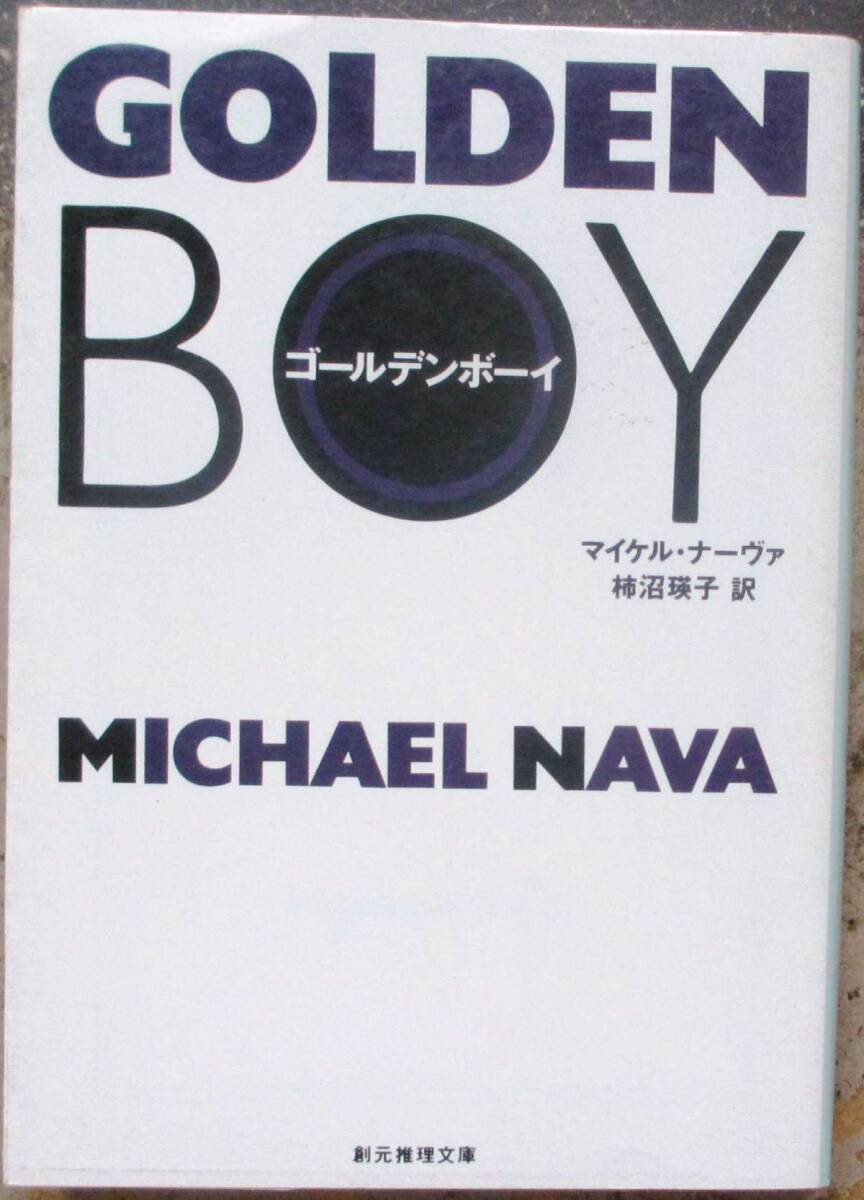 GOLDEN
BOY
ゴールデンボーイ
マイケル・ナーヴァ
柿沼瑛子 訳
MICHAEL NAVA
創元推理文庫